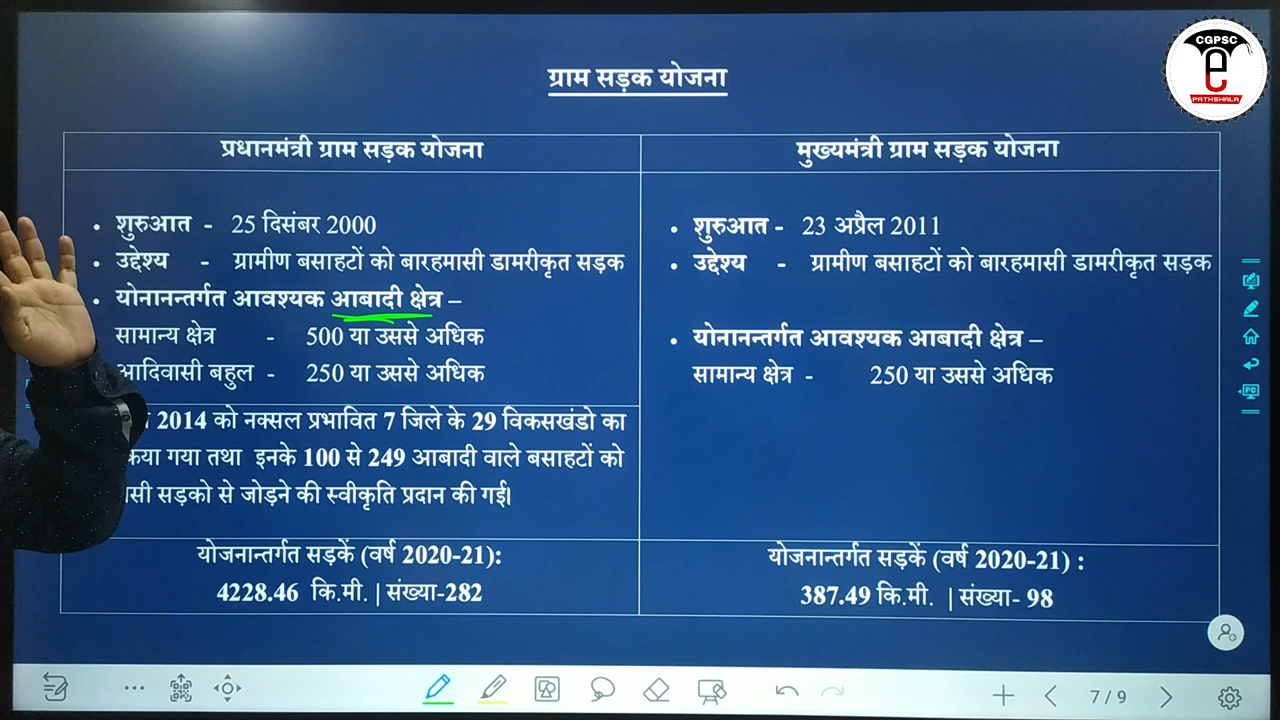 CGPSC
e
PATHSHALA
ग्राम सड़क योजना
प्रधानमंत्री ग्राम सड़क योजना
• शुरुआत - 25 दिसंबर 2000
• उद्देश्य - ग्रामीण बसाहटों को बारहमासी डामरीकृत सड़क
• योनानन्तर्गत आवश्यक आबादी क्षेत्र –
सामान्य क्षेत्र - 500 या उससे अधिक
आदिवासी बहुल - 250 या उससे अधिक
2014 को नक्सल प्रभावित 7 जिले के 29 विकसखंडो का
गया तथा इनके 100 से 249 आबादी वाले बसाहटों को
सड़को से जोड़ने की स्वीकृति प्रदान की गई।
योजनान्तर्गत सड़कें (वर्ष 2020-21):
4228.46 कि.मी. | संख्या-282
मुख्यमंत्री ग्राम सड़क योजना
• शुरुआत - 23 अप्रैल 2011
• उद्देश्य - ग्रामीण बसाहटों को बारहमासी डामरीकृत सड़क
• योनानन्तर्गत आवश्यक आबादी क्षेत्र –
सामान्य क्षेत्र - 250 या उससे अधिक
योजनान्तर्गत सड़कें (वर्ष 2020-21) :
387.49 कि.मी. | संख्या- 98
PG
7 / 9